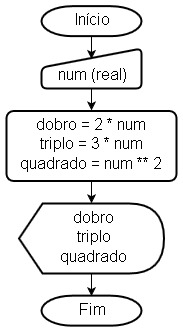 Início
num (real)
dobro = 2 * num
triplo = 3 * num
quadrado = num ** 2
dobro
triplo
quadrado
Fim